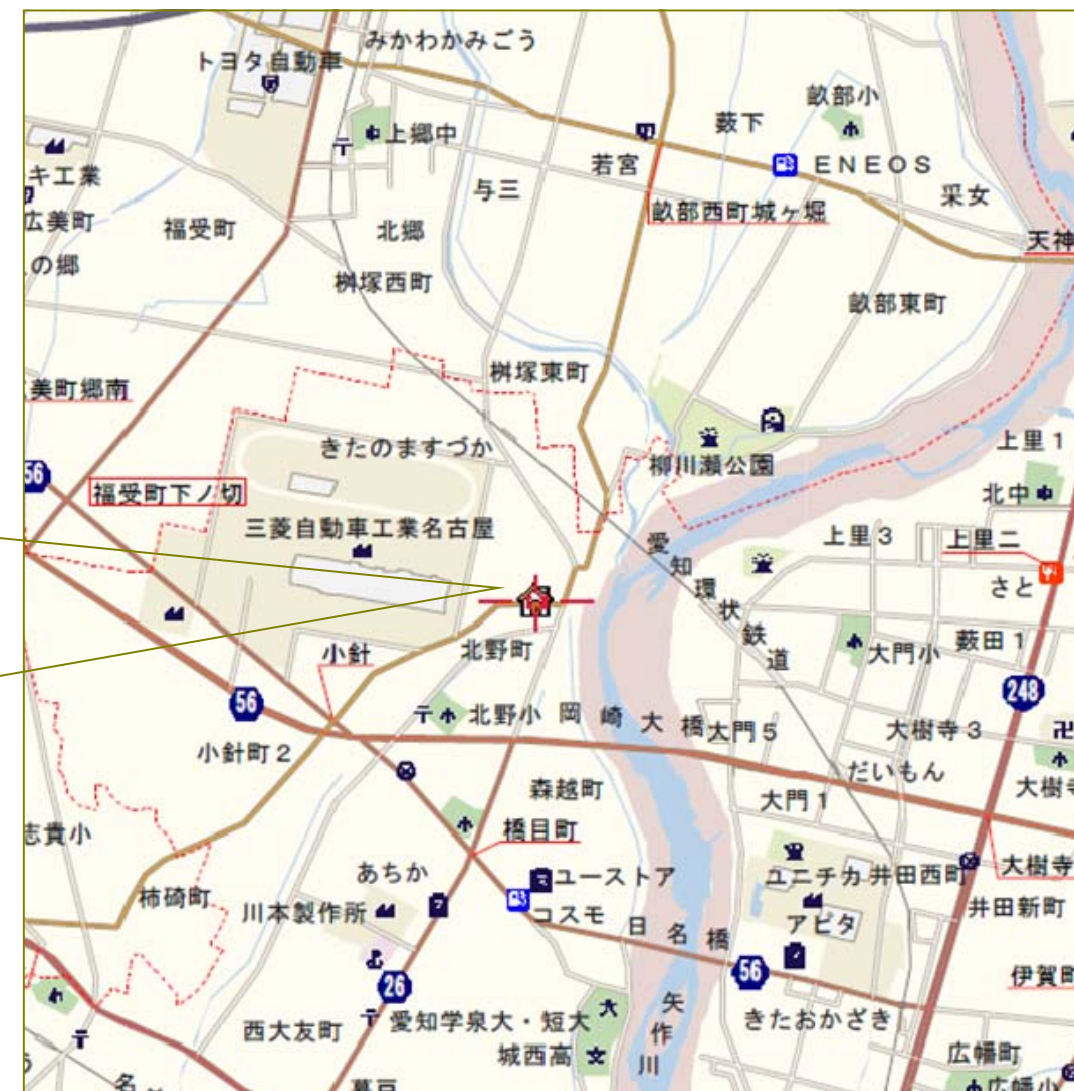 みかわかみごう
トヨタ自動車
畝部小
上郷中
薮下
若宮
ENEOS
キ工業
与三
采女
広美町
福受町
北郷
畝部西町城ヶ堀
天神
の郷
桝塚西町
畝部東町
桝塚東町
美町郷南
きたのますづか
上里1
柳川瀬公園
56
福受町下ノ切
北中
三菱自動車工業名古屋
上里3
上里二
愛知環状鉄道
さと
北野町
小針
大門小
薮田1
248
56
北野小
岡崎大橋
大門5
大樹寺3
小針町2
だいもん
森越町
大門1
大樹寺
志貴小
橋目町
あちか
ユーストア
ユニチカ
井田西町
大樹寺
柿碕町
川本製作所
コスモ
日名橋
アピタ
井田新町
56
伊賀町
26
西大友町
愛知学泉大・短大
矢作川
きたおかざき
城西高
広幡町
広幡小